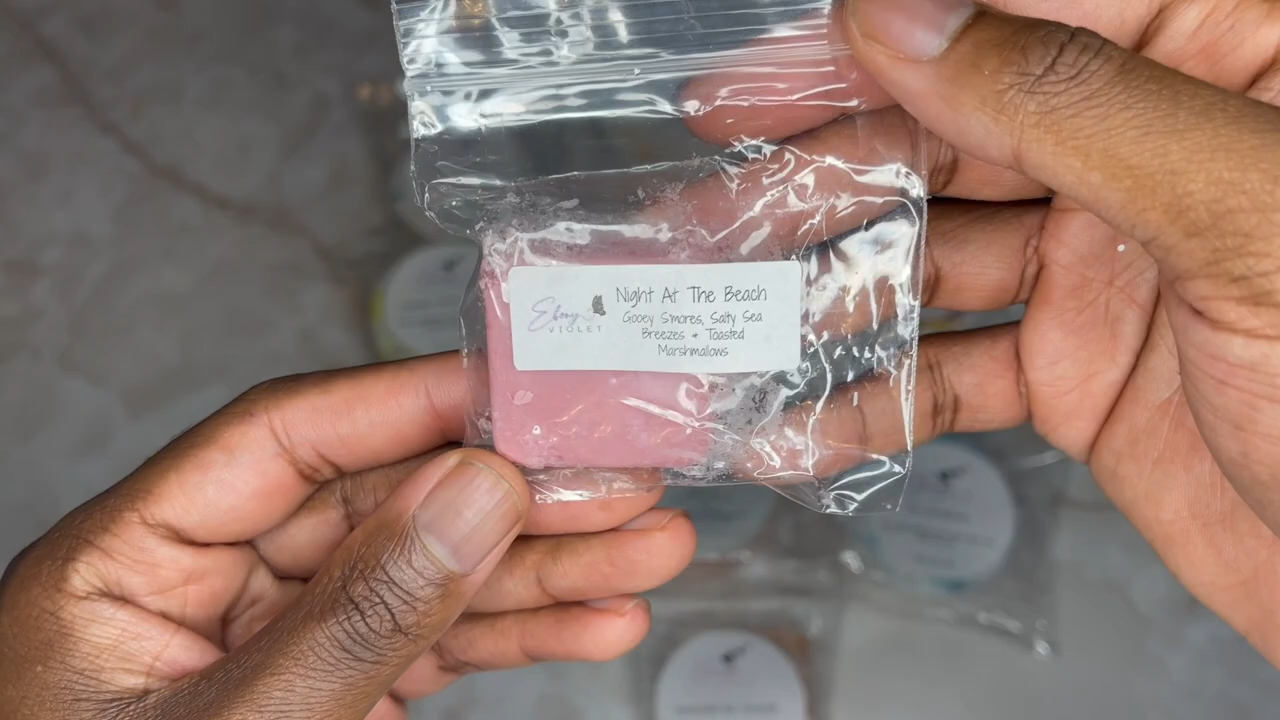 Ebony
VIOLET
Night At The Beach
Gooey S'mores, Salty Sea
Breezes + Toasted
Marshmallows